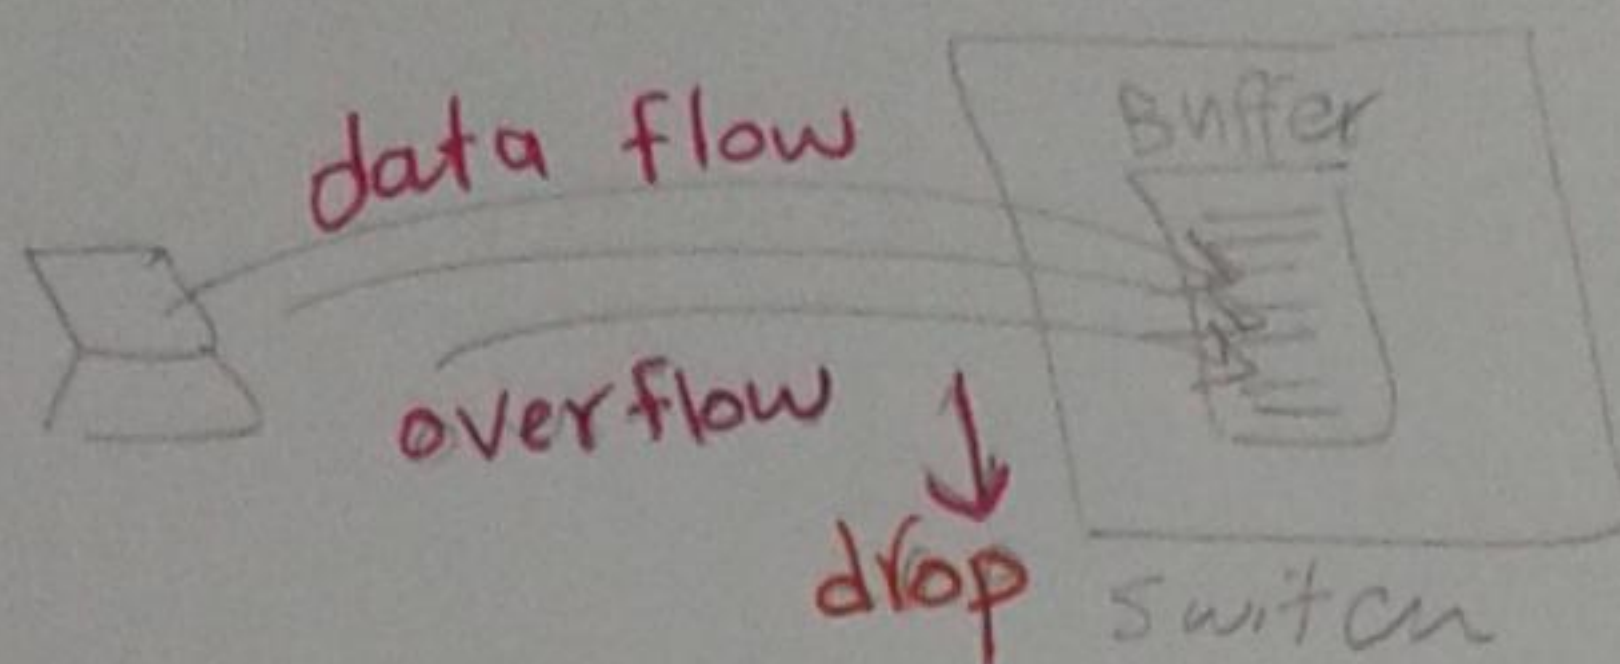 data flow
Buffer
overflow
drop
switch